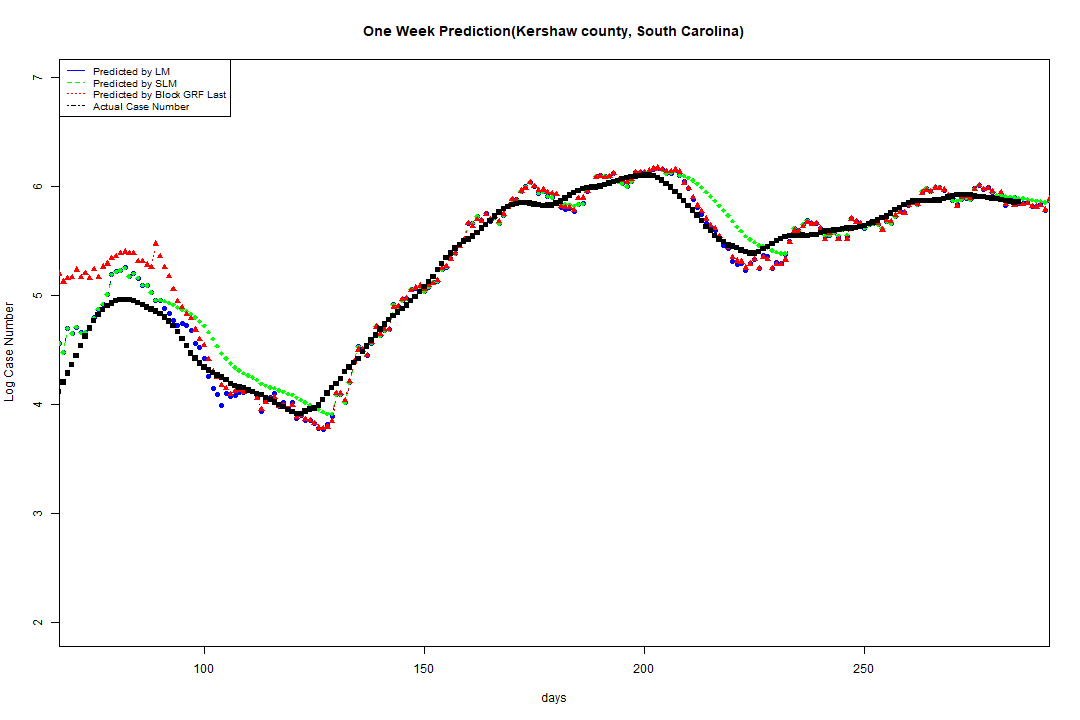 One Week Prediction(Kershaw county, South Carolina)
Predicted by LM
Predicted by SLM
Predicted by Block GRF Last
Actual Case Number
7
6
5
4
3
2
Log Case Number
100
150
200
250
days